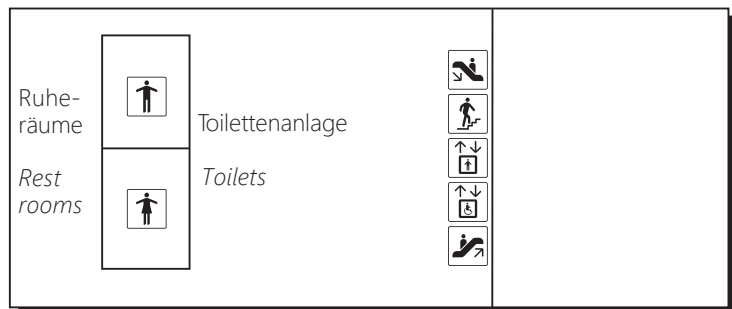 Ruhe-
räume
Rest
rooms
Toilettenanlage
Toilets